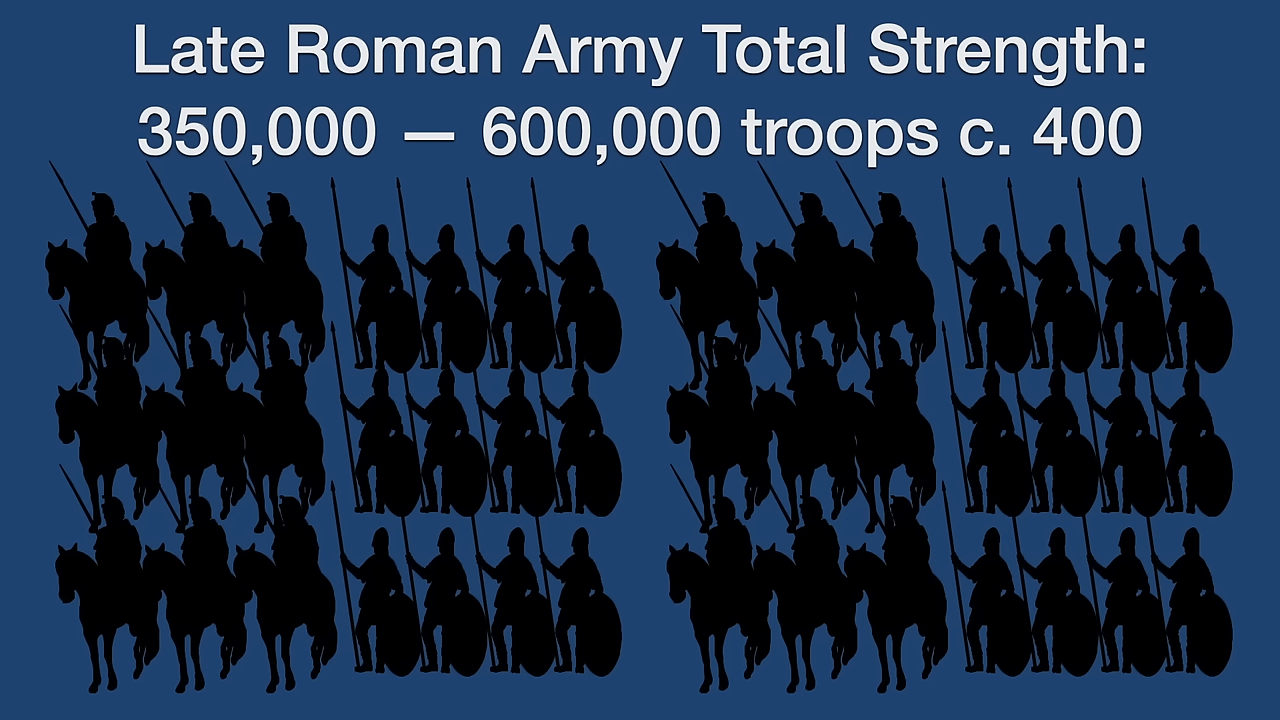 Late Roman Army Total Strength:
350,000 — 600,000 troops c. 400